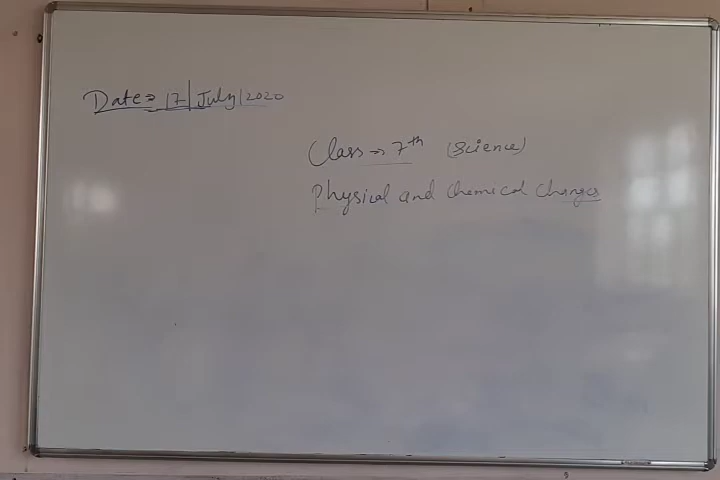 Date→ 17/July/2020
Class → 7th (Science)
Physical and chemical changes